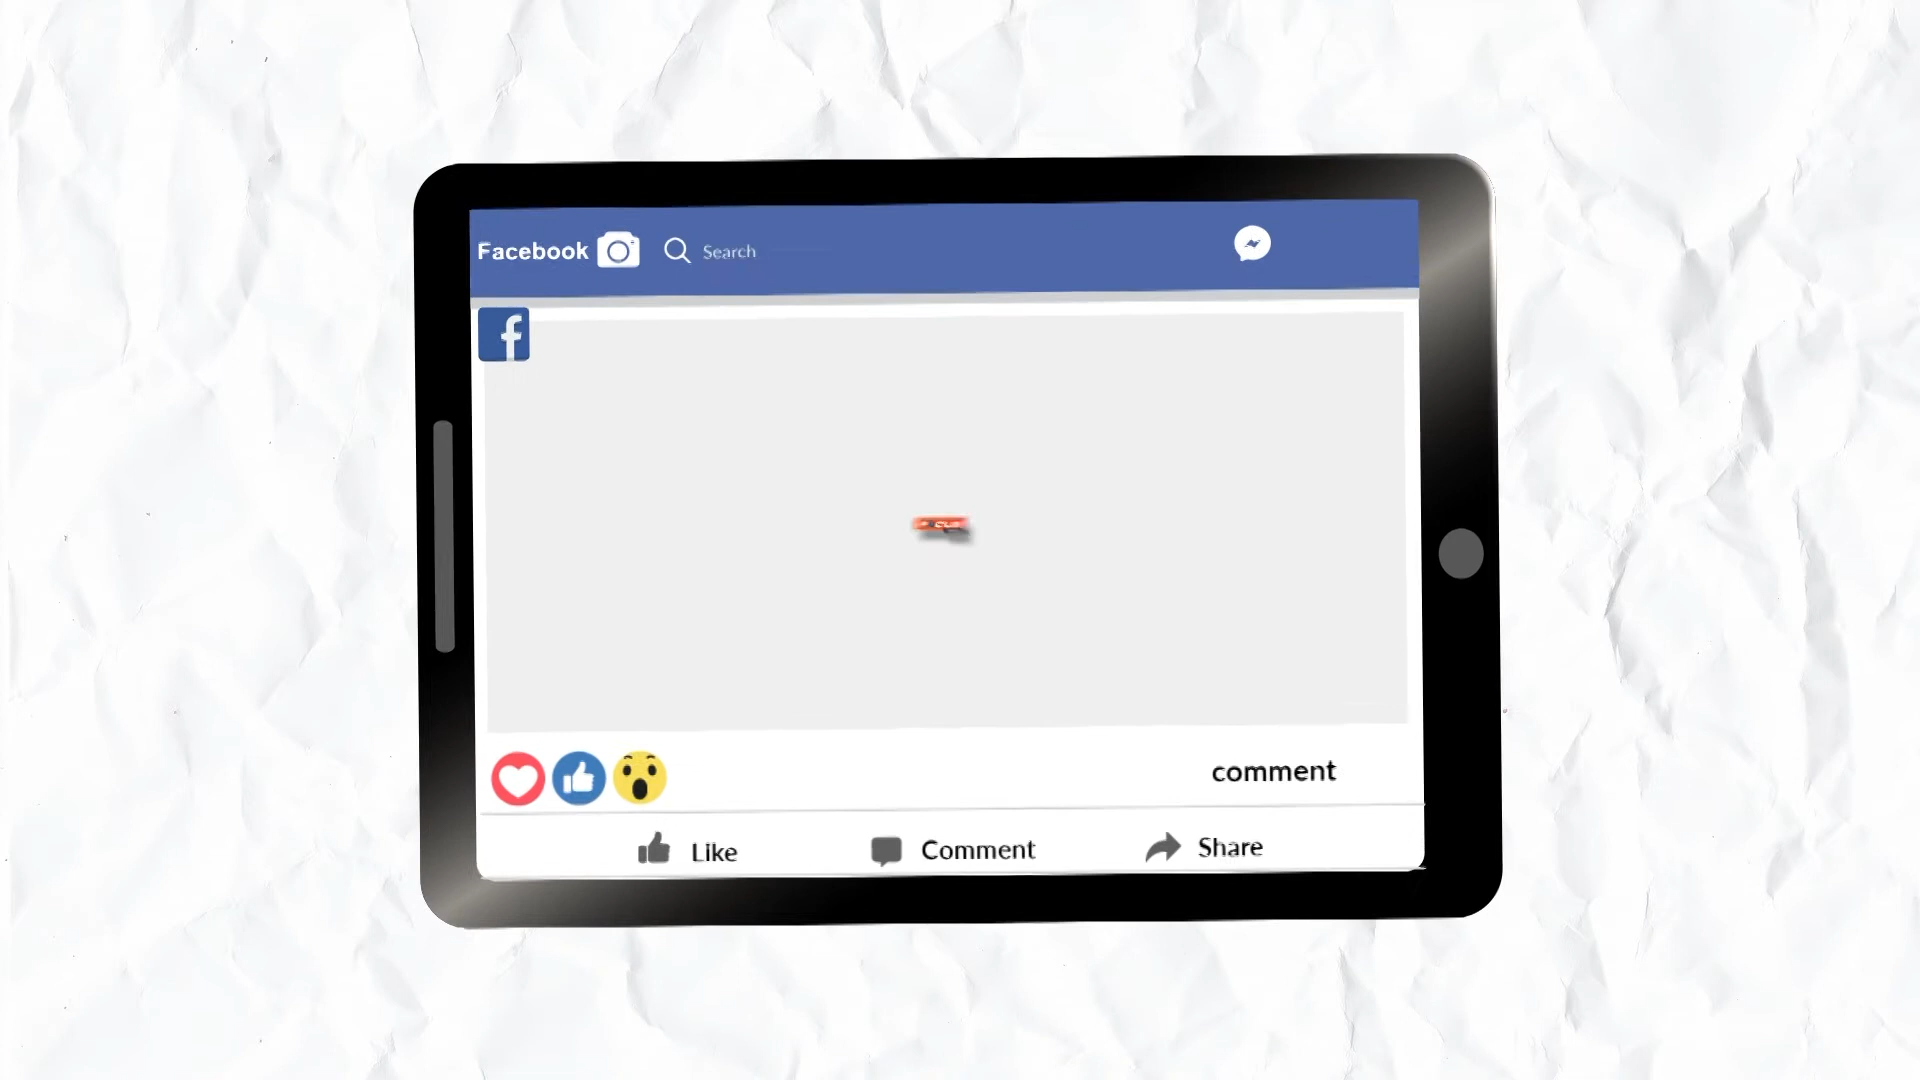 Facebook
Search
f
comment
Like
Comment
Share